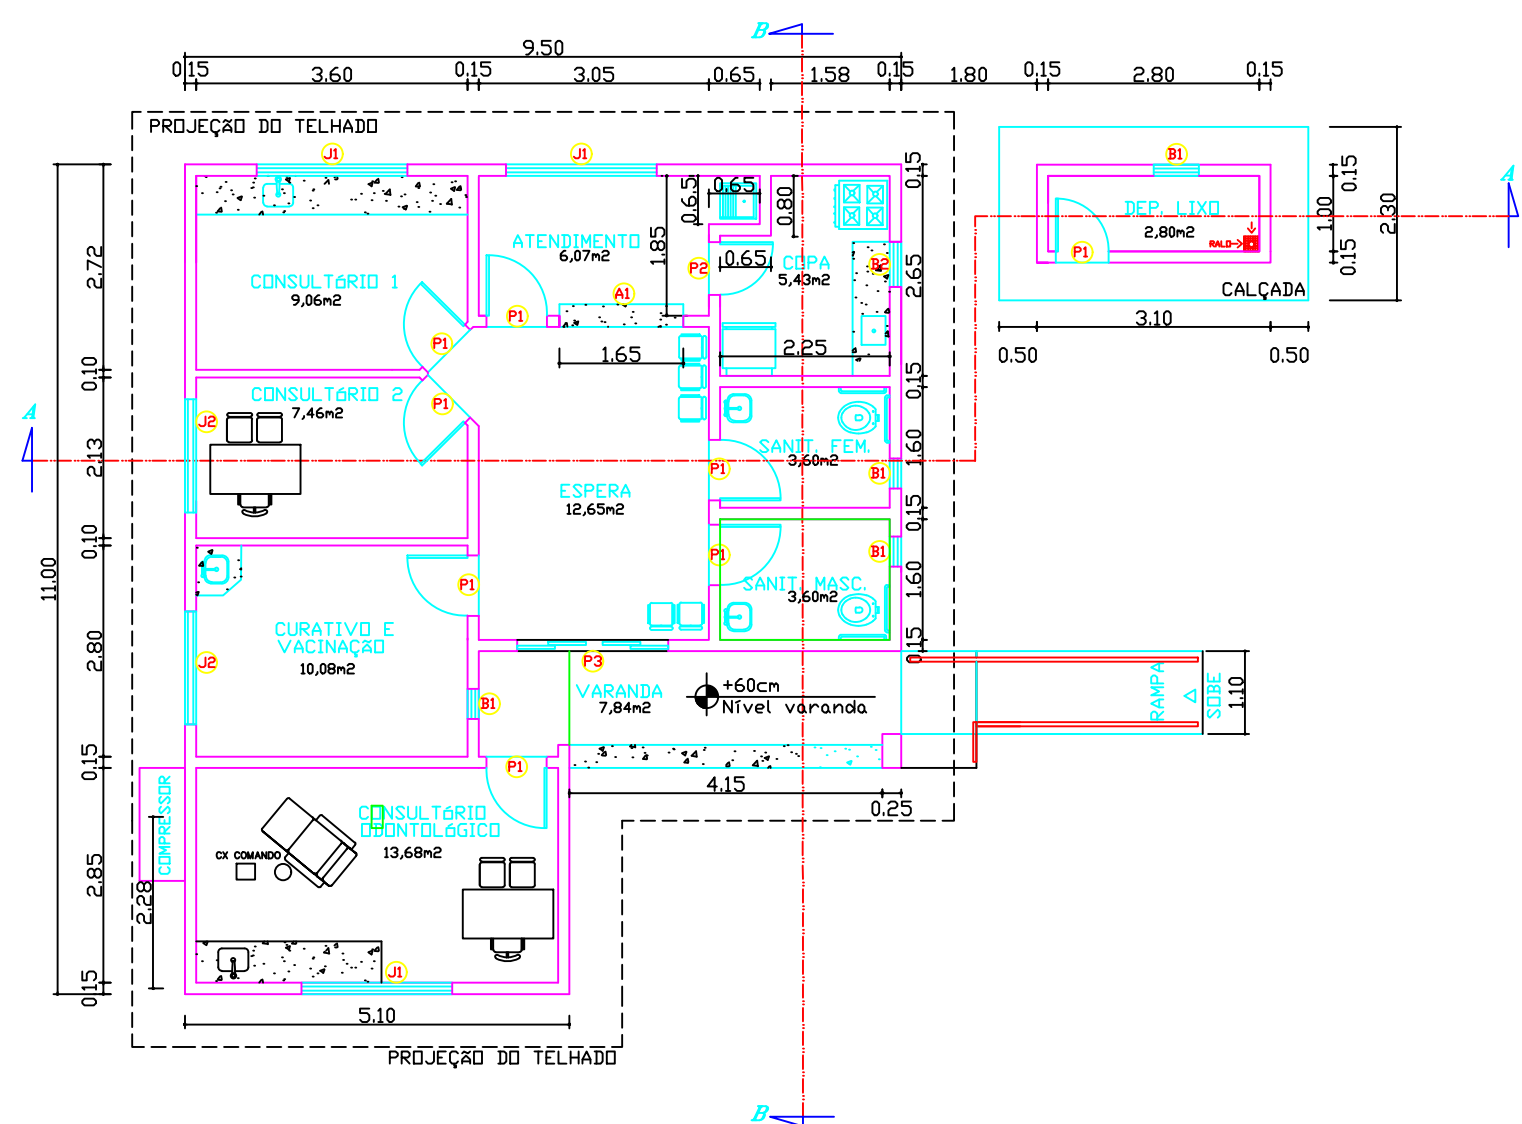 B
9.50
0.15
3.60
0.15
3.05
0.65
1.58
0.15
1.80
0.15
2.80
0.15
PROJEÇÃO DO TELHADO
J1
J1
B1
A
0.15
0.65
0.65
0.80
0.15
1.00
2.30
DEP. LIXO
2,80m2
RALO
P1
0.15
CALÇADA
3.10
0.50
0.50
ATENDIMENTO
6,07m2
1.85
P2
0.65
COPA
5,43m2
B2
2.65
2.72
CONSULTóRIO 1
9,06m2
A1
P1
P1
1.65
2.25
0.10
CONSULTóRIO 2
7,46m2
P1
0.15
A
J2
2.13
SANIT. FEM.
3,60m2
P1
B1
1.60
ESPERA
12,65m2
0.15
0.10
11.00
P1
B1
P1
SANIT. MASC.
3,60m2
1.60
CURATIVO E
VACINAÇÃO
10,08m2
2.80
J2
P3
0.15
VARANDA
7,84m2
+60cm
Nível varanda
B1
RAMPA
SOBE
1.10
0.15
P1
4.15
0.25
COMPRESSOR
CONSULTóRIO
ODONTOLóGICO
13,68m2
CX COMANDO
2.85
2.28
J1
0.15
5.10
PROJEÇÃO DO TELHADO
B